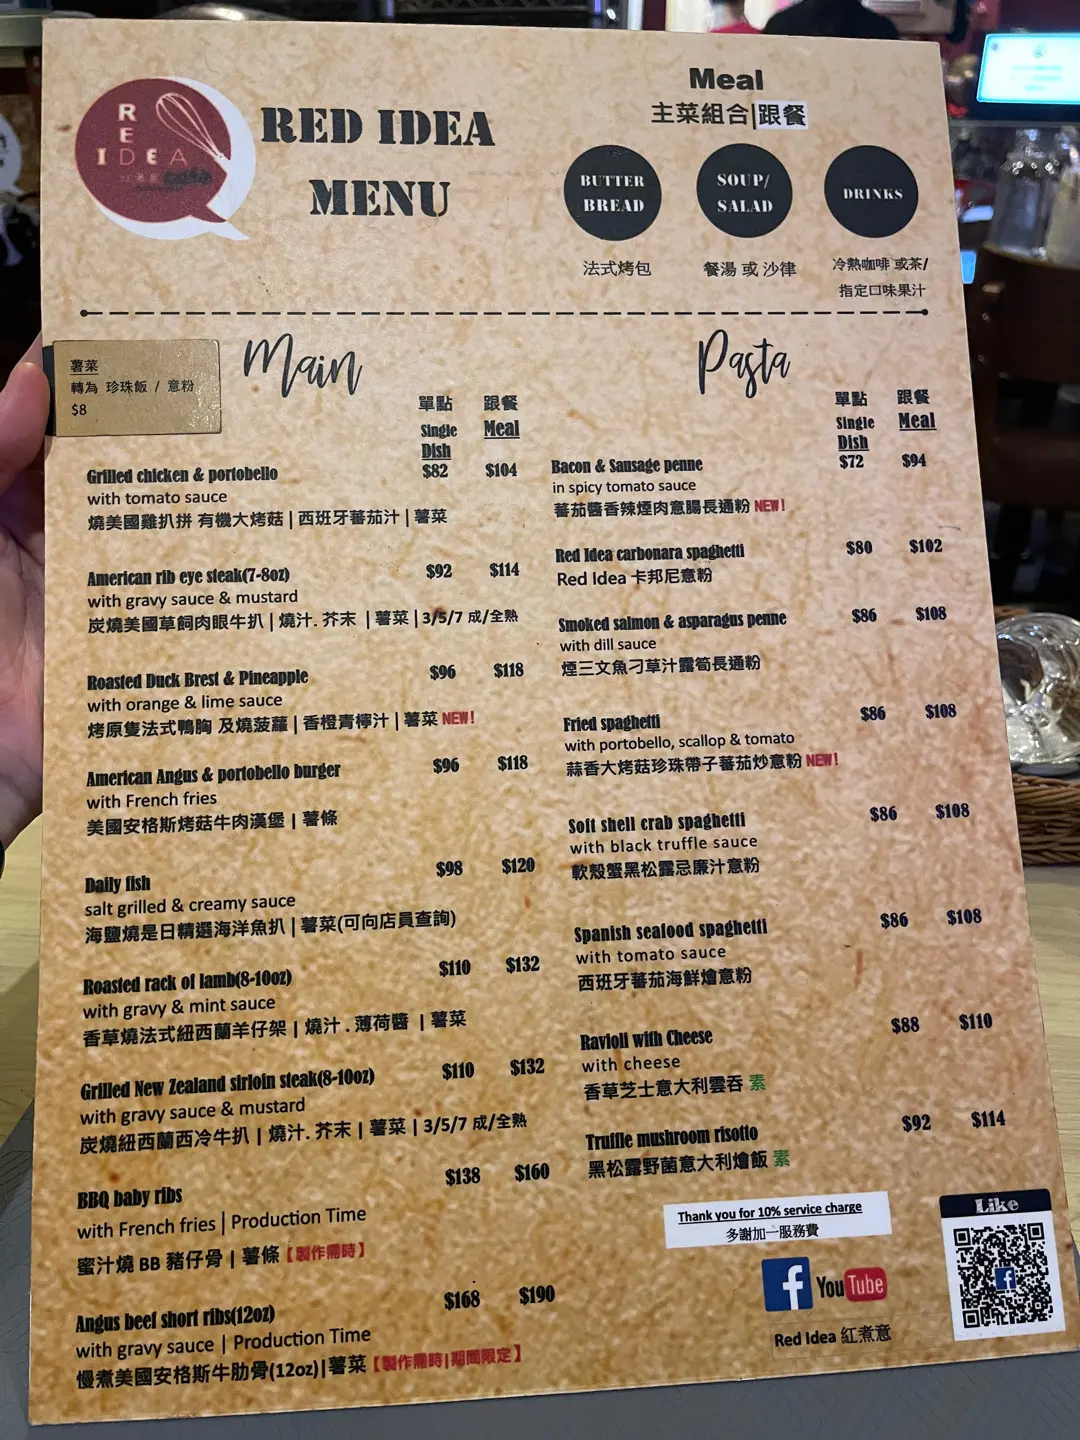 RED
IDEA
RED IDEA
MENU
Meal
主菜組合|跟餐
BUTTER
BREAD
SOUP/
SALAD
DRINKS
法式烤包
餐湯 或 沙律
冷熱咖啡 或茶/
指定口味果汁
薯菜
轉為 珍珠飯 / 意粉
$8
Main
單點 跟餐
Single Meal
Dish
Grilled chicken & portobello $82 $104
with tomato sauce
燒美國雞扒拼 有機大烤菇 | 西班牙蕃茄汁 | 薯菜
American rib eye steak(7-8oz) $92 $114
with gravy sauce & mustard
炭燒美國草飼肉眼牛扒 | 燒汁. 芥末 | 薯菜 | 3/5/7 成/全熟
Roasted Duck Brest & Pineapple $96 $118
with orange & lime sauce
烤原隻法式鴨胸 及燒菠蘿 | 香橙青檸汁 | 薯菜 NEW!
American Angus & portobello burger $96 $118
with French fries
美國安格斯烤菇牛肉漢堡 | 薯條
Daily fish $98 $120
salt grilled & creamy sauce
海鹽燒是日精選海洋魚扒 | 薯菜(可向店員查詢)
Roasted rack of lamb(8-10oz) $110 $132
with gravy & mint sauce
香草燒法式紐西蘭羊仔架 | 燒汁 . 薄荷醬 | 薯菜
Grilled New Zealand sirloin steak(8-10oz) $110 $132
with gravy sauce & mustard
炭燒紐西蘭西冷牛扒 | 燒汁. 芥末 | 薯菜 | 3/5/7 成/全熟
BBQ baby ribs $138 $160
with French fries | Production Time
蜜汁燒 BB 豬仔骨 | 薯條【製作需時】
Angus beef short ribs(12oz) $168 $190
with gravy sauce | Production Time
慢煮美國安格斯牛肋骨(12oz)|薯菜【製作需時|期間限定】
Pasta
單點 跟餐
Single Meal
Dish
Bacon & Sausage penne $72 $94
in spicy tomato sauce
蕃茄醬香辣煙肉意腸長通粉 NEW!
Red Idea carbonara spaghetti $80 $102
Red Idea 卡邦尼意粉
Smoked salmon & asparagus penne $86 $108
with dill sauce
煙三文魚刁草汁露筍長通粉
Fried spaghetti $86 $108
with portobello, scallop & tomato
蒜香大烤菇珍珠帶子蕃茄炒意粉 NEW!
Soft shell crab spaghetti $86 $108
with black truffle sauce
軟殼蟹黑松露忌廉汁意粉
Spanish seafood spaghetti $86 $108
with tomato sauce
西班牙蕃茄海鮮燴意粉
Ravioli with Cheese $88 $110
with cheese
香草芝士意大利雲吞 素
Truffle mushroom risotto $92 $114
黑松露野菌意大利燴飯 素
Thank you for 10% service charge
多謝加一服務費
Like
f YouTube
Red Idea 紅煮意